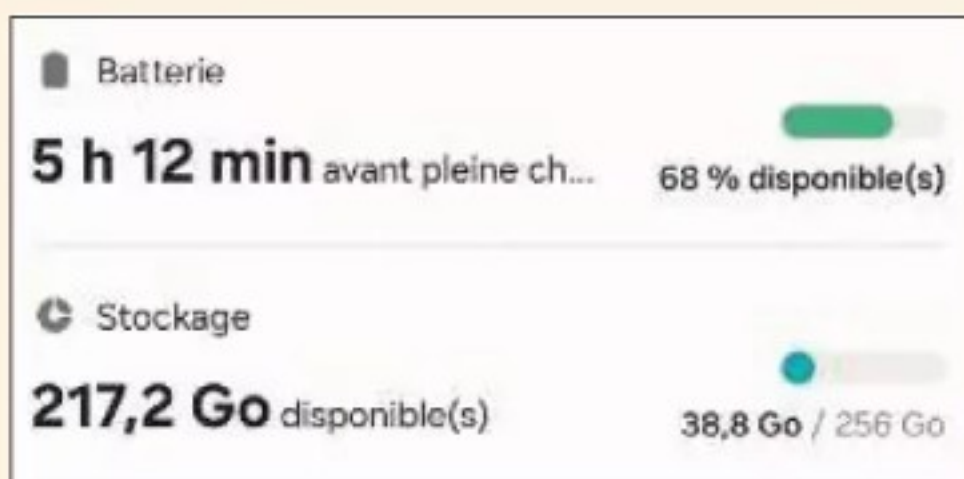 Batterie
5 h 12 min avant pleine ch...
68 % disponible(s)
Stockage
217,2 Go disponible(s)
38,8 Go / 256 Go